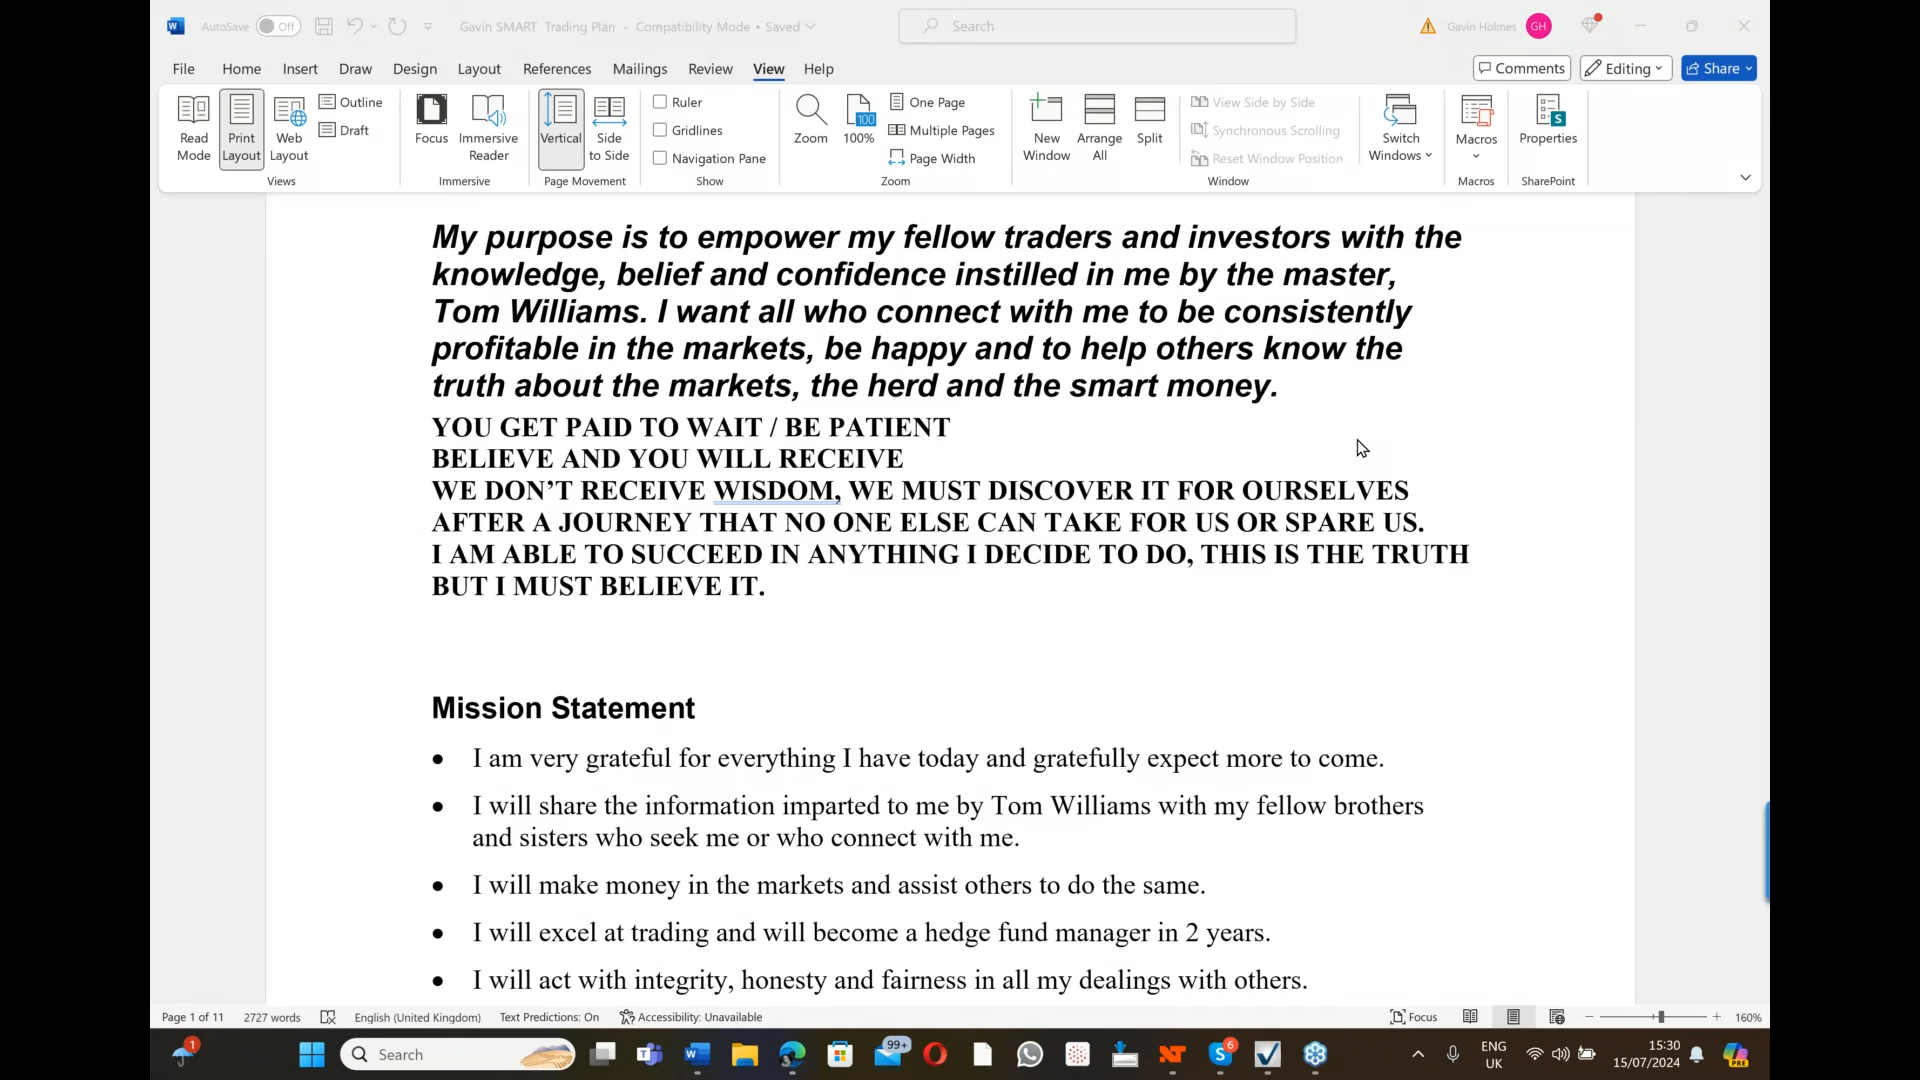 AutoSave Off Gavin SMART Trading Plan - Compatibility Mode • Saved Search Gavin Holmes GH
File Home Insert Draw Design Layout References Mailings Review View Help Comments Editing Share
Read Mode
Print Layout
Web Layout
Outline
Draft
Views
Focus
Immersive Reader
Immersive
Vertical
Side to Side
Page Movement
Ruler
Gridlines
Navigation Pane
Show
Zoom
100
100%
One Page
Multiple Pages
Page Width
Zoom
New Window
Arrange All
Split
View Side by Side
Synchronous Scrolling
Reset Window Position
Window
Switch Windows
Macros
Macros
S
Properties
SharePoint
My purpose is to empower my fellow traders and investors with the
knowledge, belief and confidence instilled in me by the master,
Tom Williams. I want all who connect with me to be consistently
profitable in the markets, be happy and to help others know the
truth about the markets, the herd and the smart money.
YOU GET PAID TO WAIT / BE PATIENT
BELIEVE AND YOU WILL RECEIVE
WE DON’T RECEIVE WISDOM, WE MUST DISCOVER IT FOR OURSELVES
AFTER A JOURNEY THAT NO ONE ELSE CAN TAKE FOR US OR SPARE US.
I AM ABLE TO SUCCEED IN ANYTHING I DECIDE TO DO, THIS IS THE TRUTH
BUT I MUST BELIEVE IT.
Mission Statement
• I am very grateful for everything I have today and gratefully expect more to come.
• I will share the information imparted to me by Tom Williams with my fellow brothers
and sisters who seek me or who connect with me.
• I will make money in the markets and assist others to do the same.
• I will excel at trading and will become a hedge fund manager in 2 years.
• I will act with integrity, honesty and fairness in all my dealings with others.
Page 1 of 11 2727 words English (United Kingdom) Text Predictions: On Accessibility: Unavailable Focus 160%
1 Search 99+ 6 ENG 15:30
UK 15/07/2024 PRE